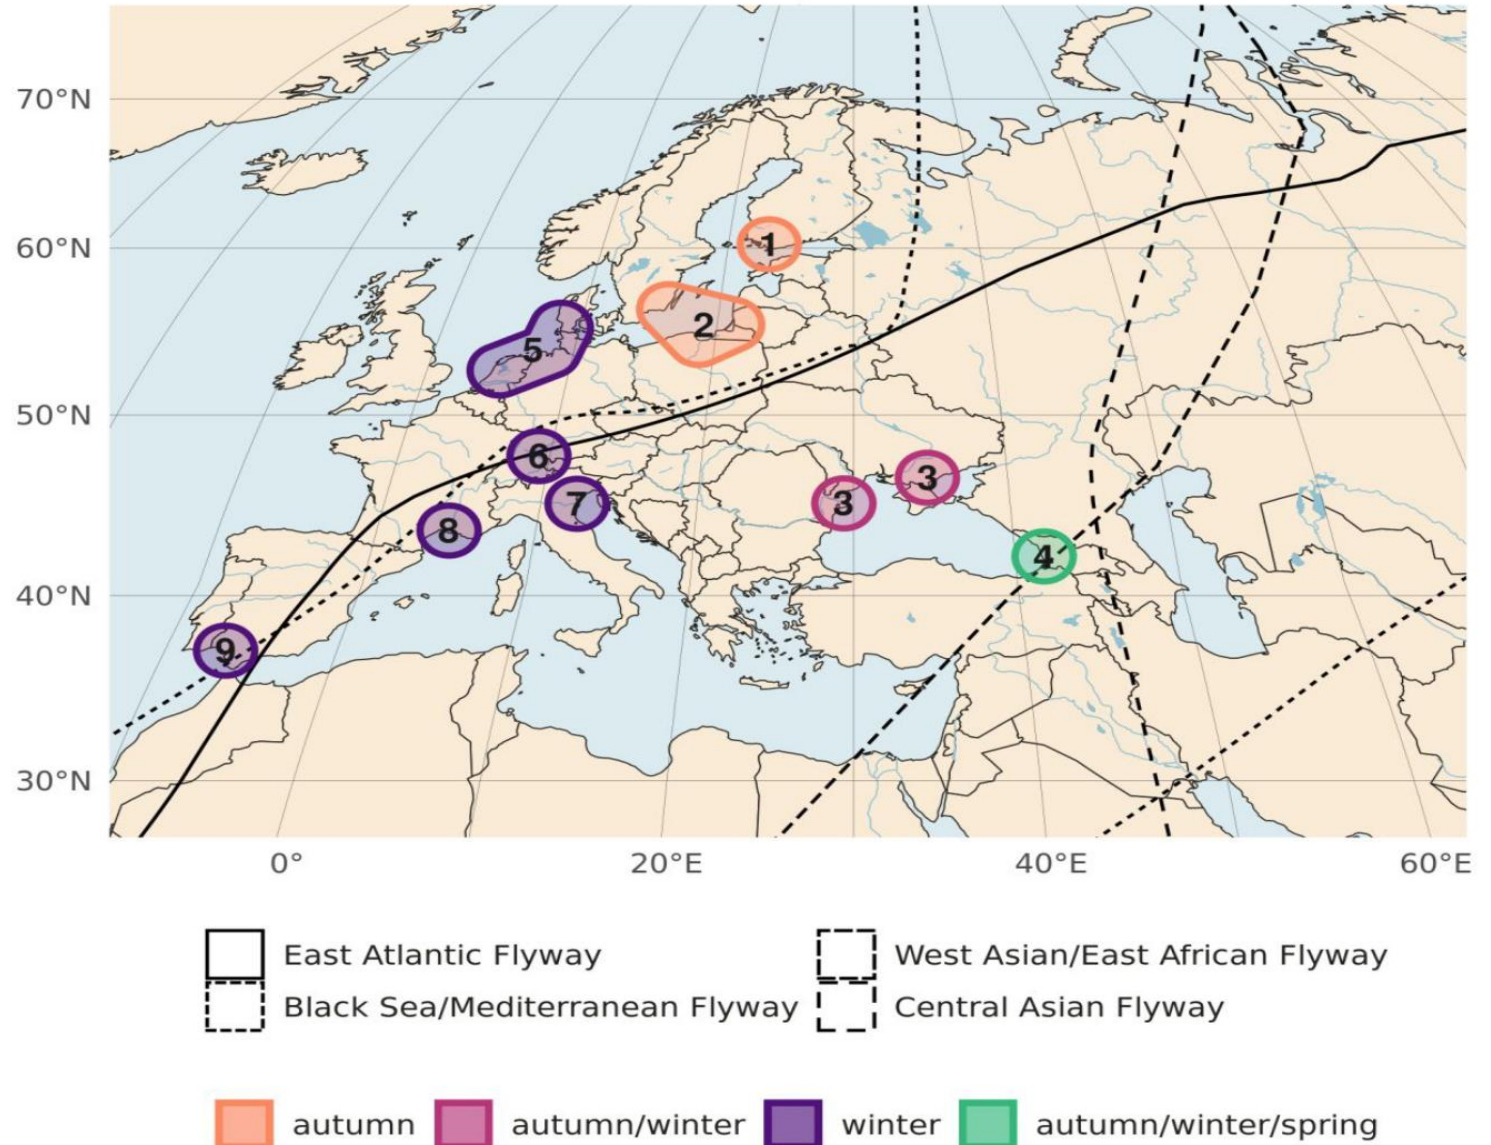 70°N
1
60°N
2
5
50°N
6
3
7
3
8
4
40°N
9
30°N
0° 20°E 40°E 60°E
East Atlantic Flyway West Asian/East African Flyway
Black Sea/Mediterranean Flyway Central Asian Flyway
autumn autumn/winter winter autumn/winter/spring